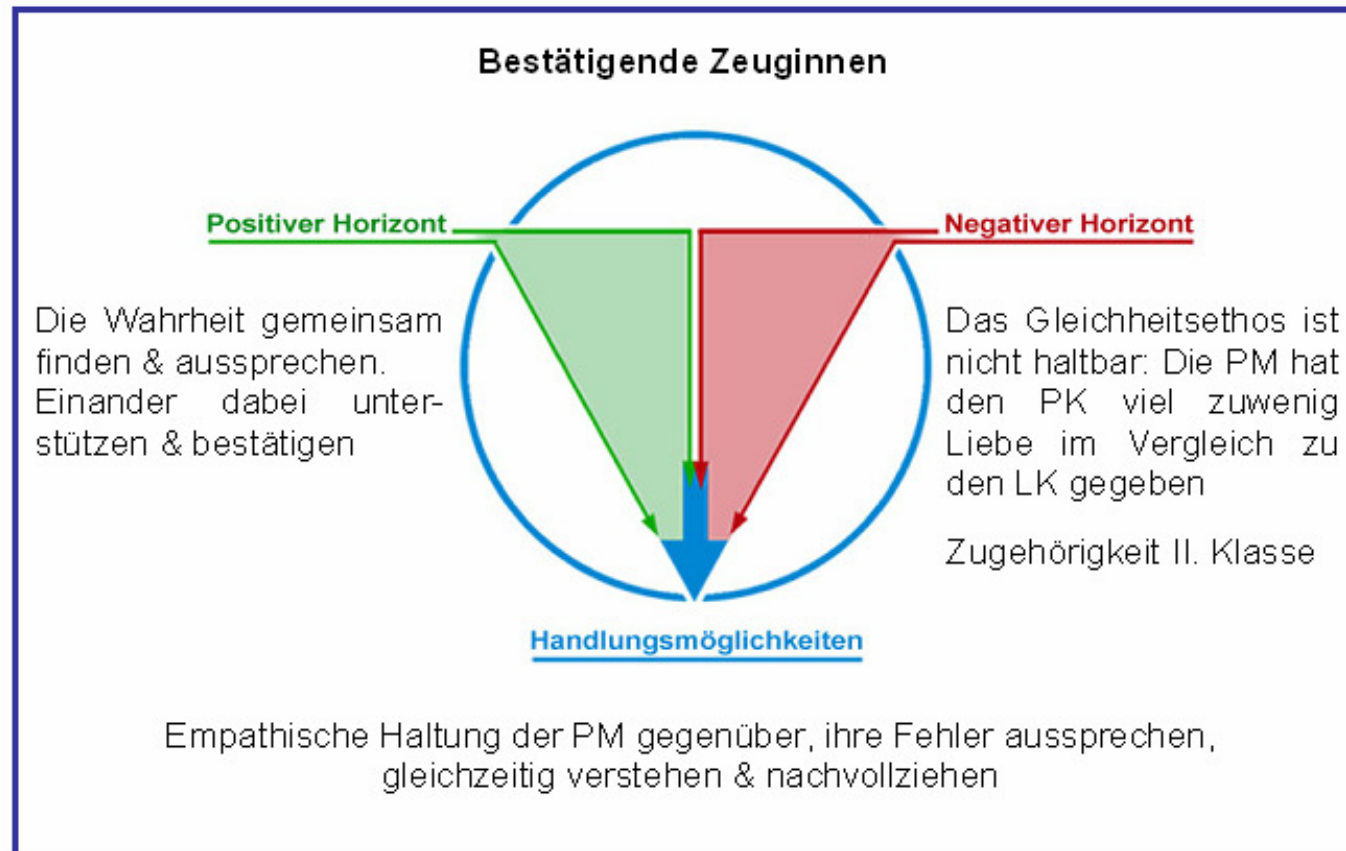 Bestätigende Zeuginnen
Positiver Horizont
Negativer Horizont
Die Wahrheit gemeinsam
finden & aussprechen.
Einander dabei unter-
stützen & bestätigen
Das Gleichheitsethos ist
nicht haltbar: Die PM hat
den PK viel zuwenig
Liebe im Vergleich zu
den LK gegeben
Zugehörigkeit II. Klasse
Handlungsmöglichkeiten
Empathische Haltung der PM gegenüber, ihre Fehler aussprechen,
gleichzeitig verstehen & nachvollziehen